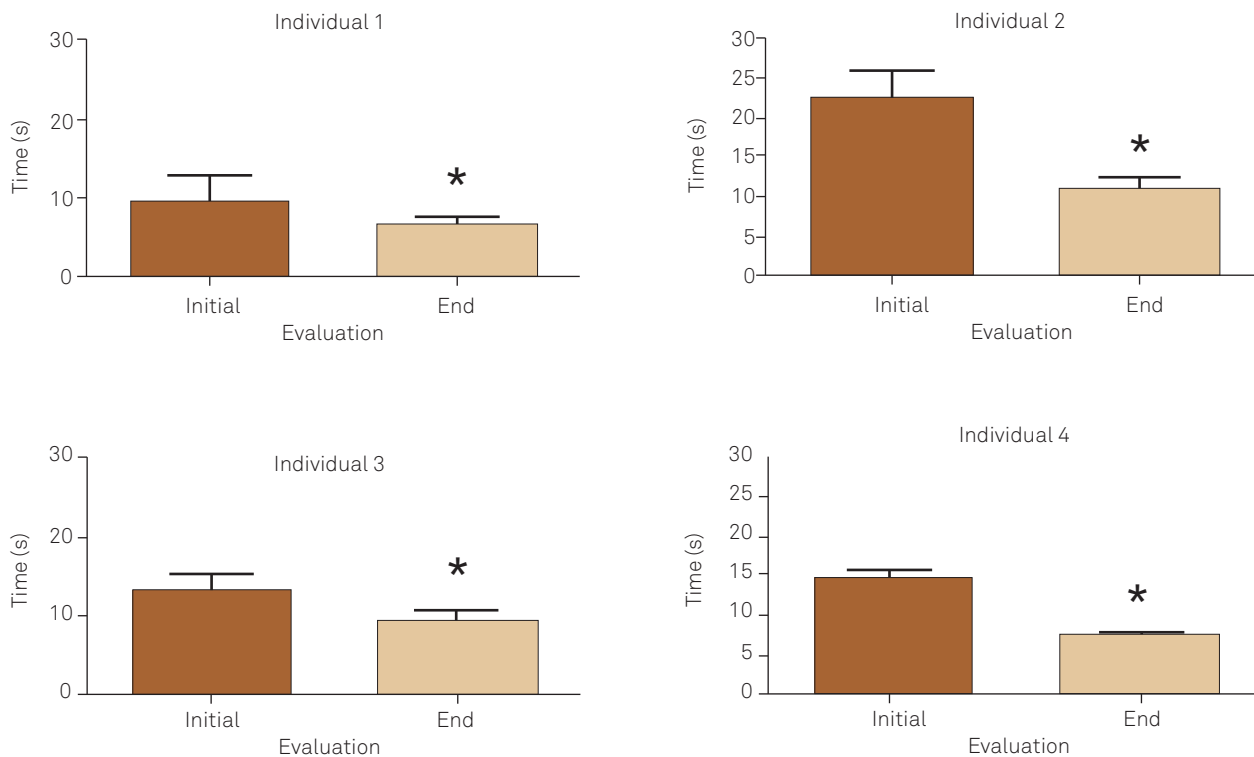 Individual 1
30
20
10
0
Time (s)
*
Initial
End
Evaluation
Individual 2
30
25
20
15
10
5
0
Time (s)
*
Initial
End
Evaluation
Individual 3
30
20
10
0
Time (s)
*
Initial
End
Evaluation
Individual 4
30
25
20
15
10
5
0
Time (s)
*
Initial
End
Evaluation